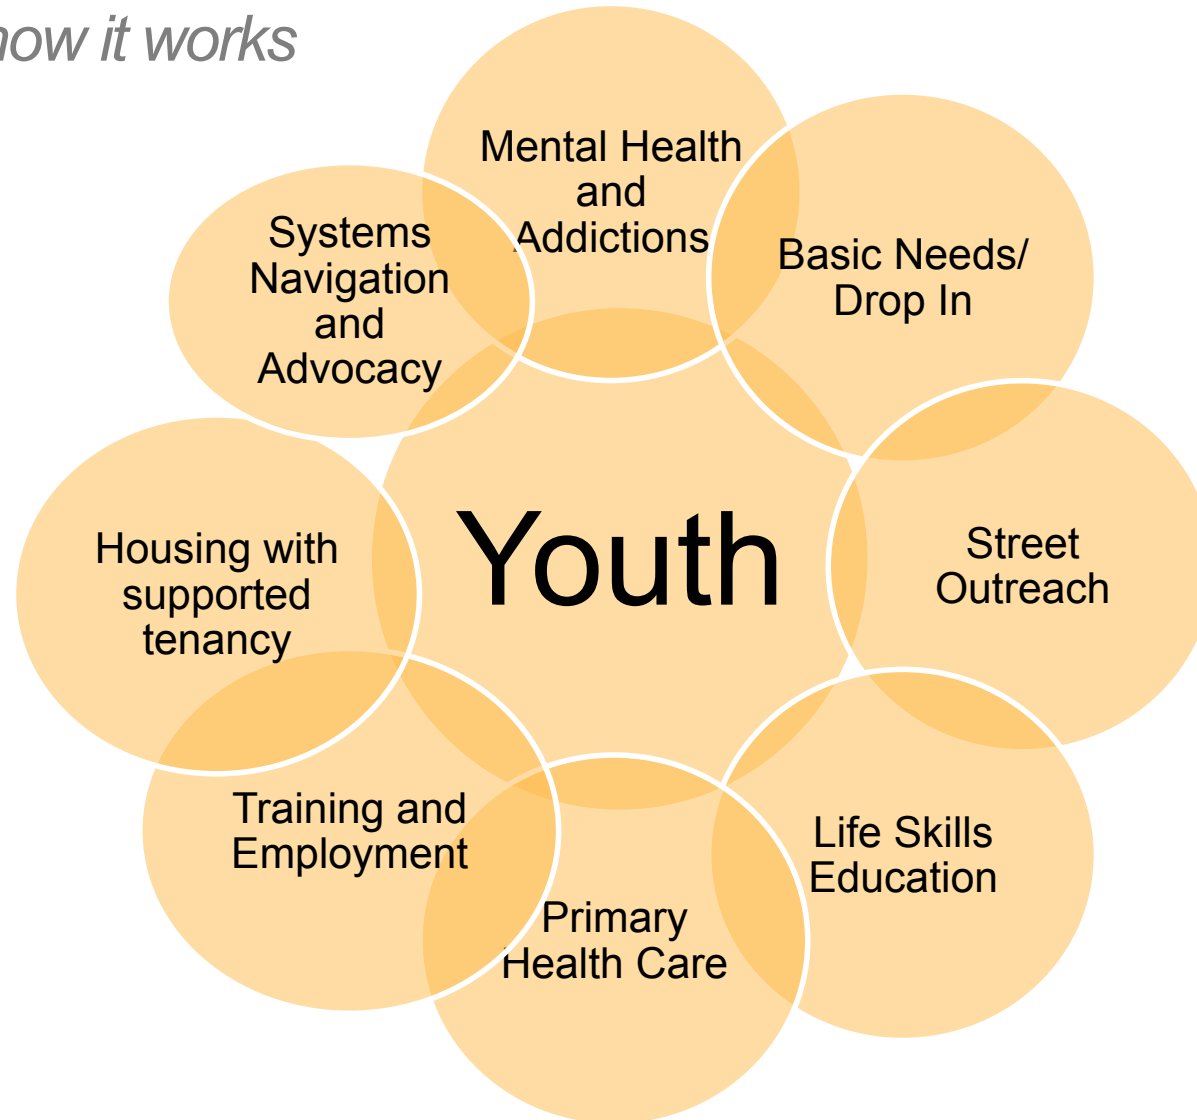 how it works
Mental Health
and
Addictions
Basic Needs/
Drop In
Systems
Navigation
and
Advocacy
Youth
Street
Outreach
Housing with
supported
tenancy
Training and
Employment
Life Skills
Education
Primary
Health Care